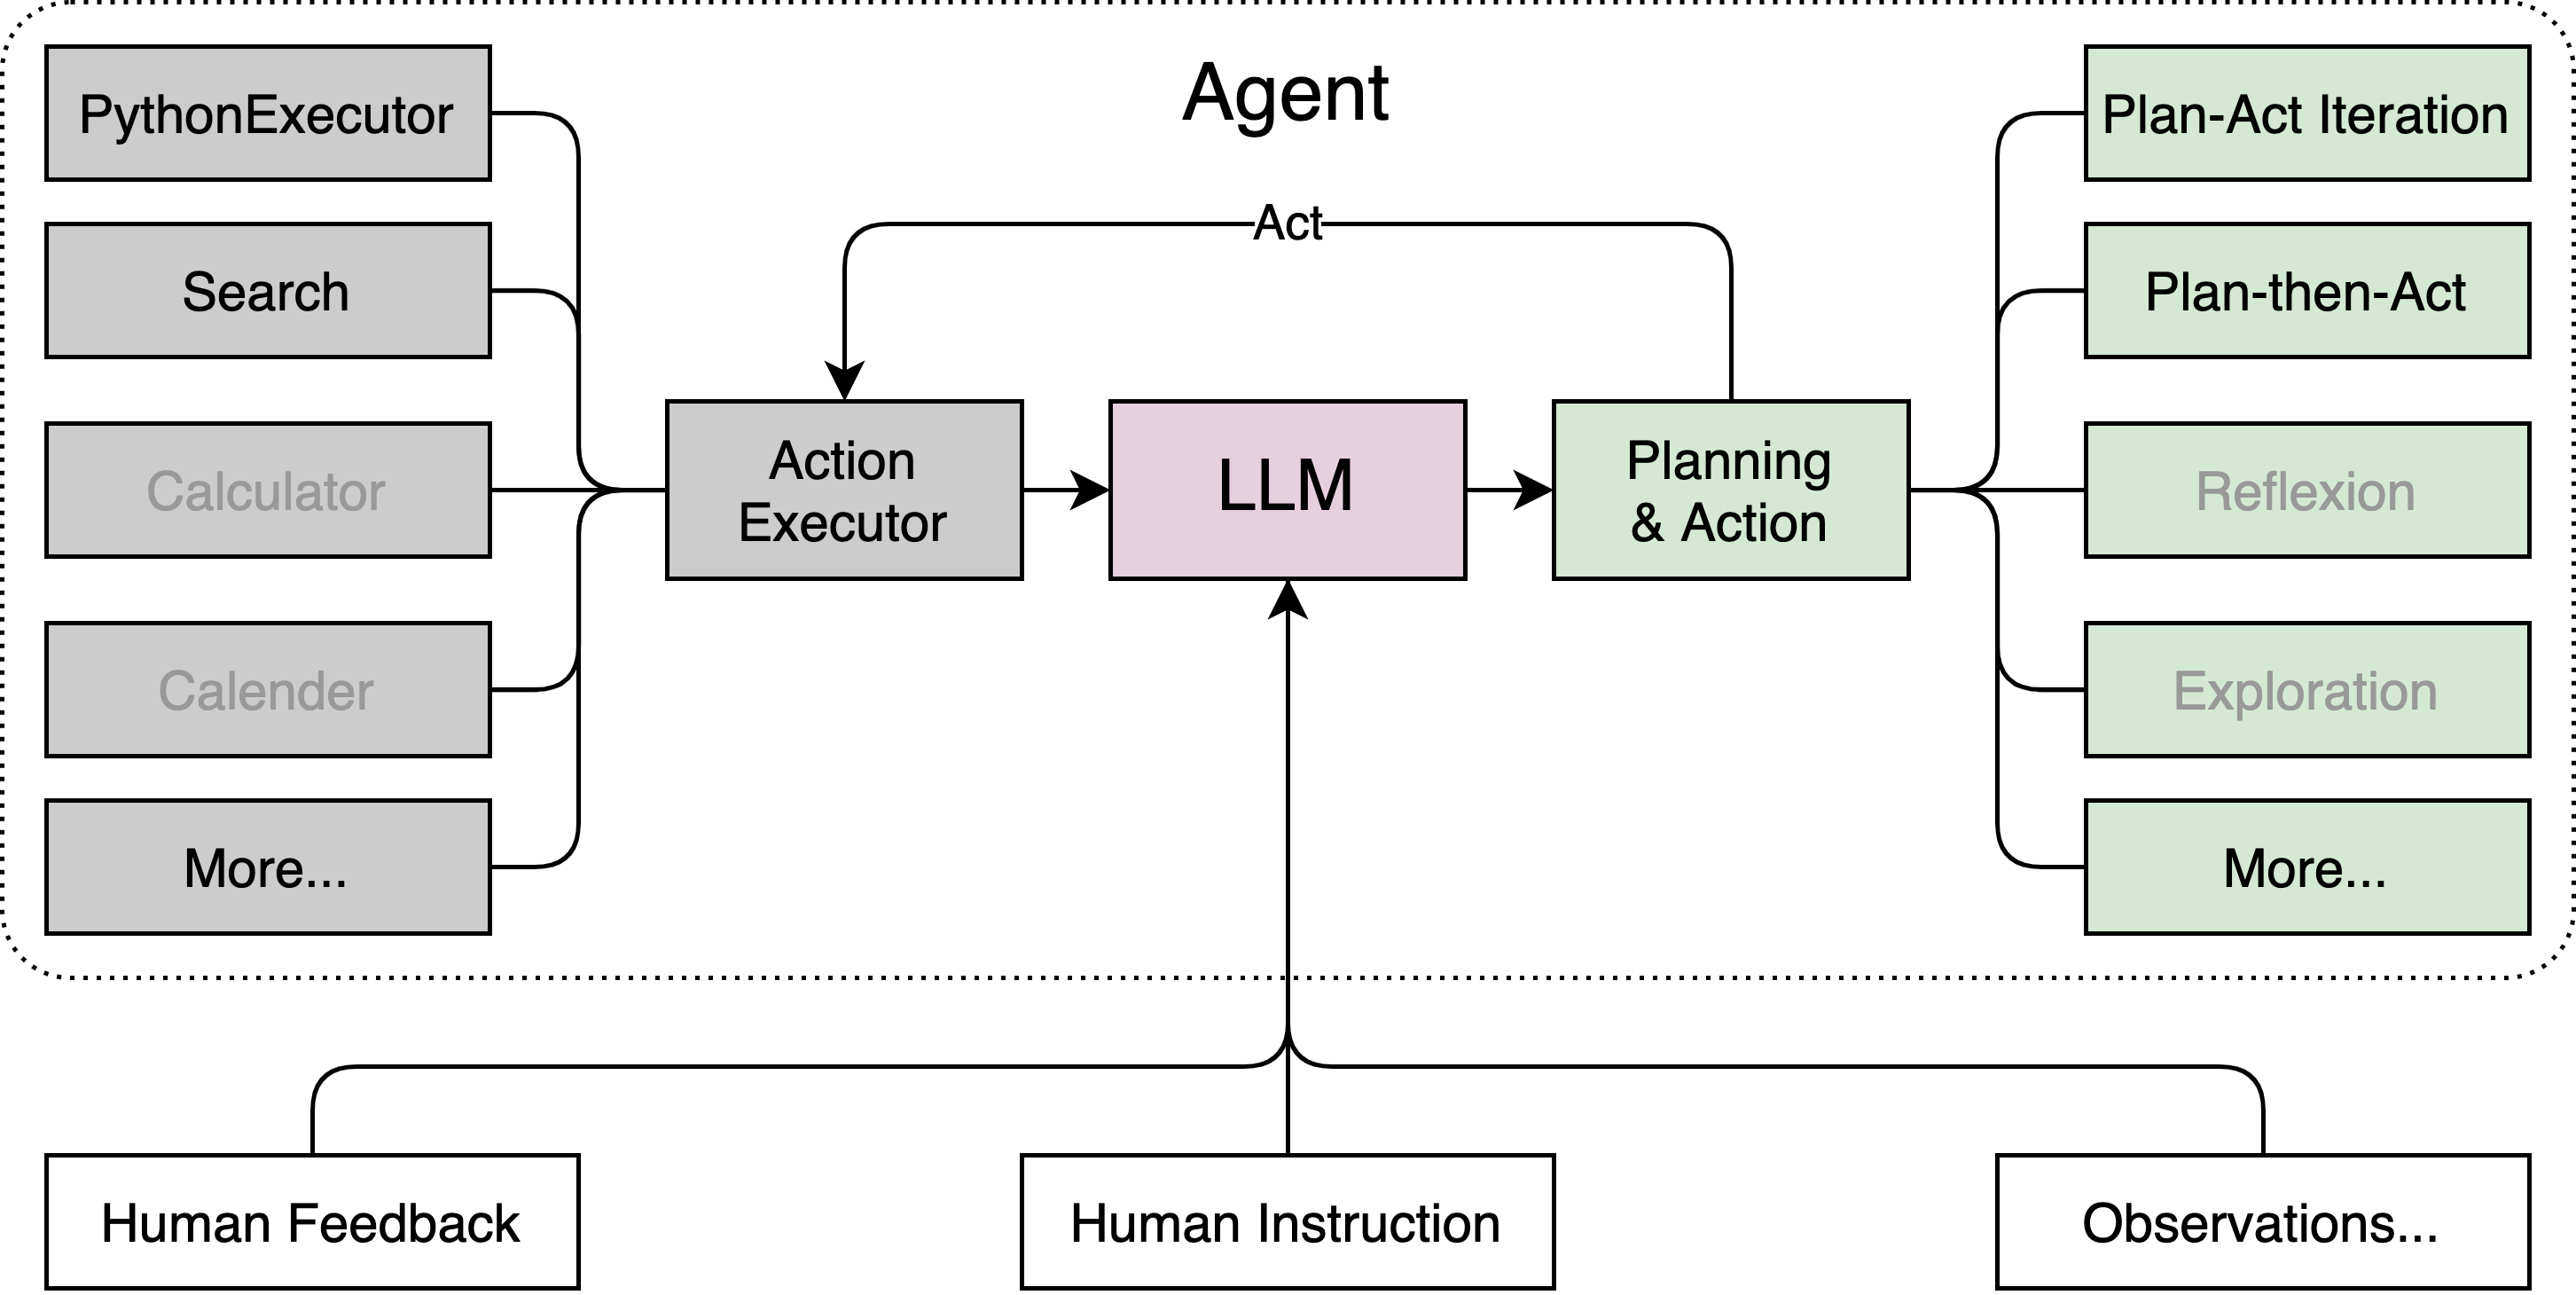 Agent
PythonExecutor
Search
Calculator
Calender
More...
Act
Action
Executor
LLM
Planning
& Action
Plan-Act Iteration
Plan-then-Act
Reflexion
Exploration
More...
Human Feedback
Human Instruction
Observations...